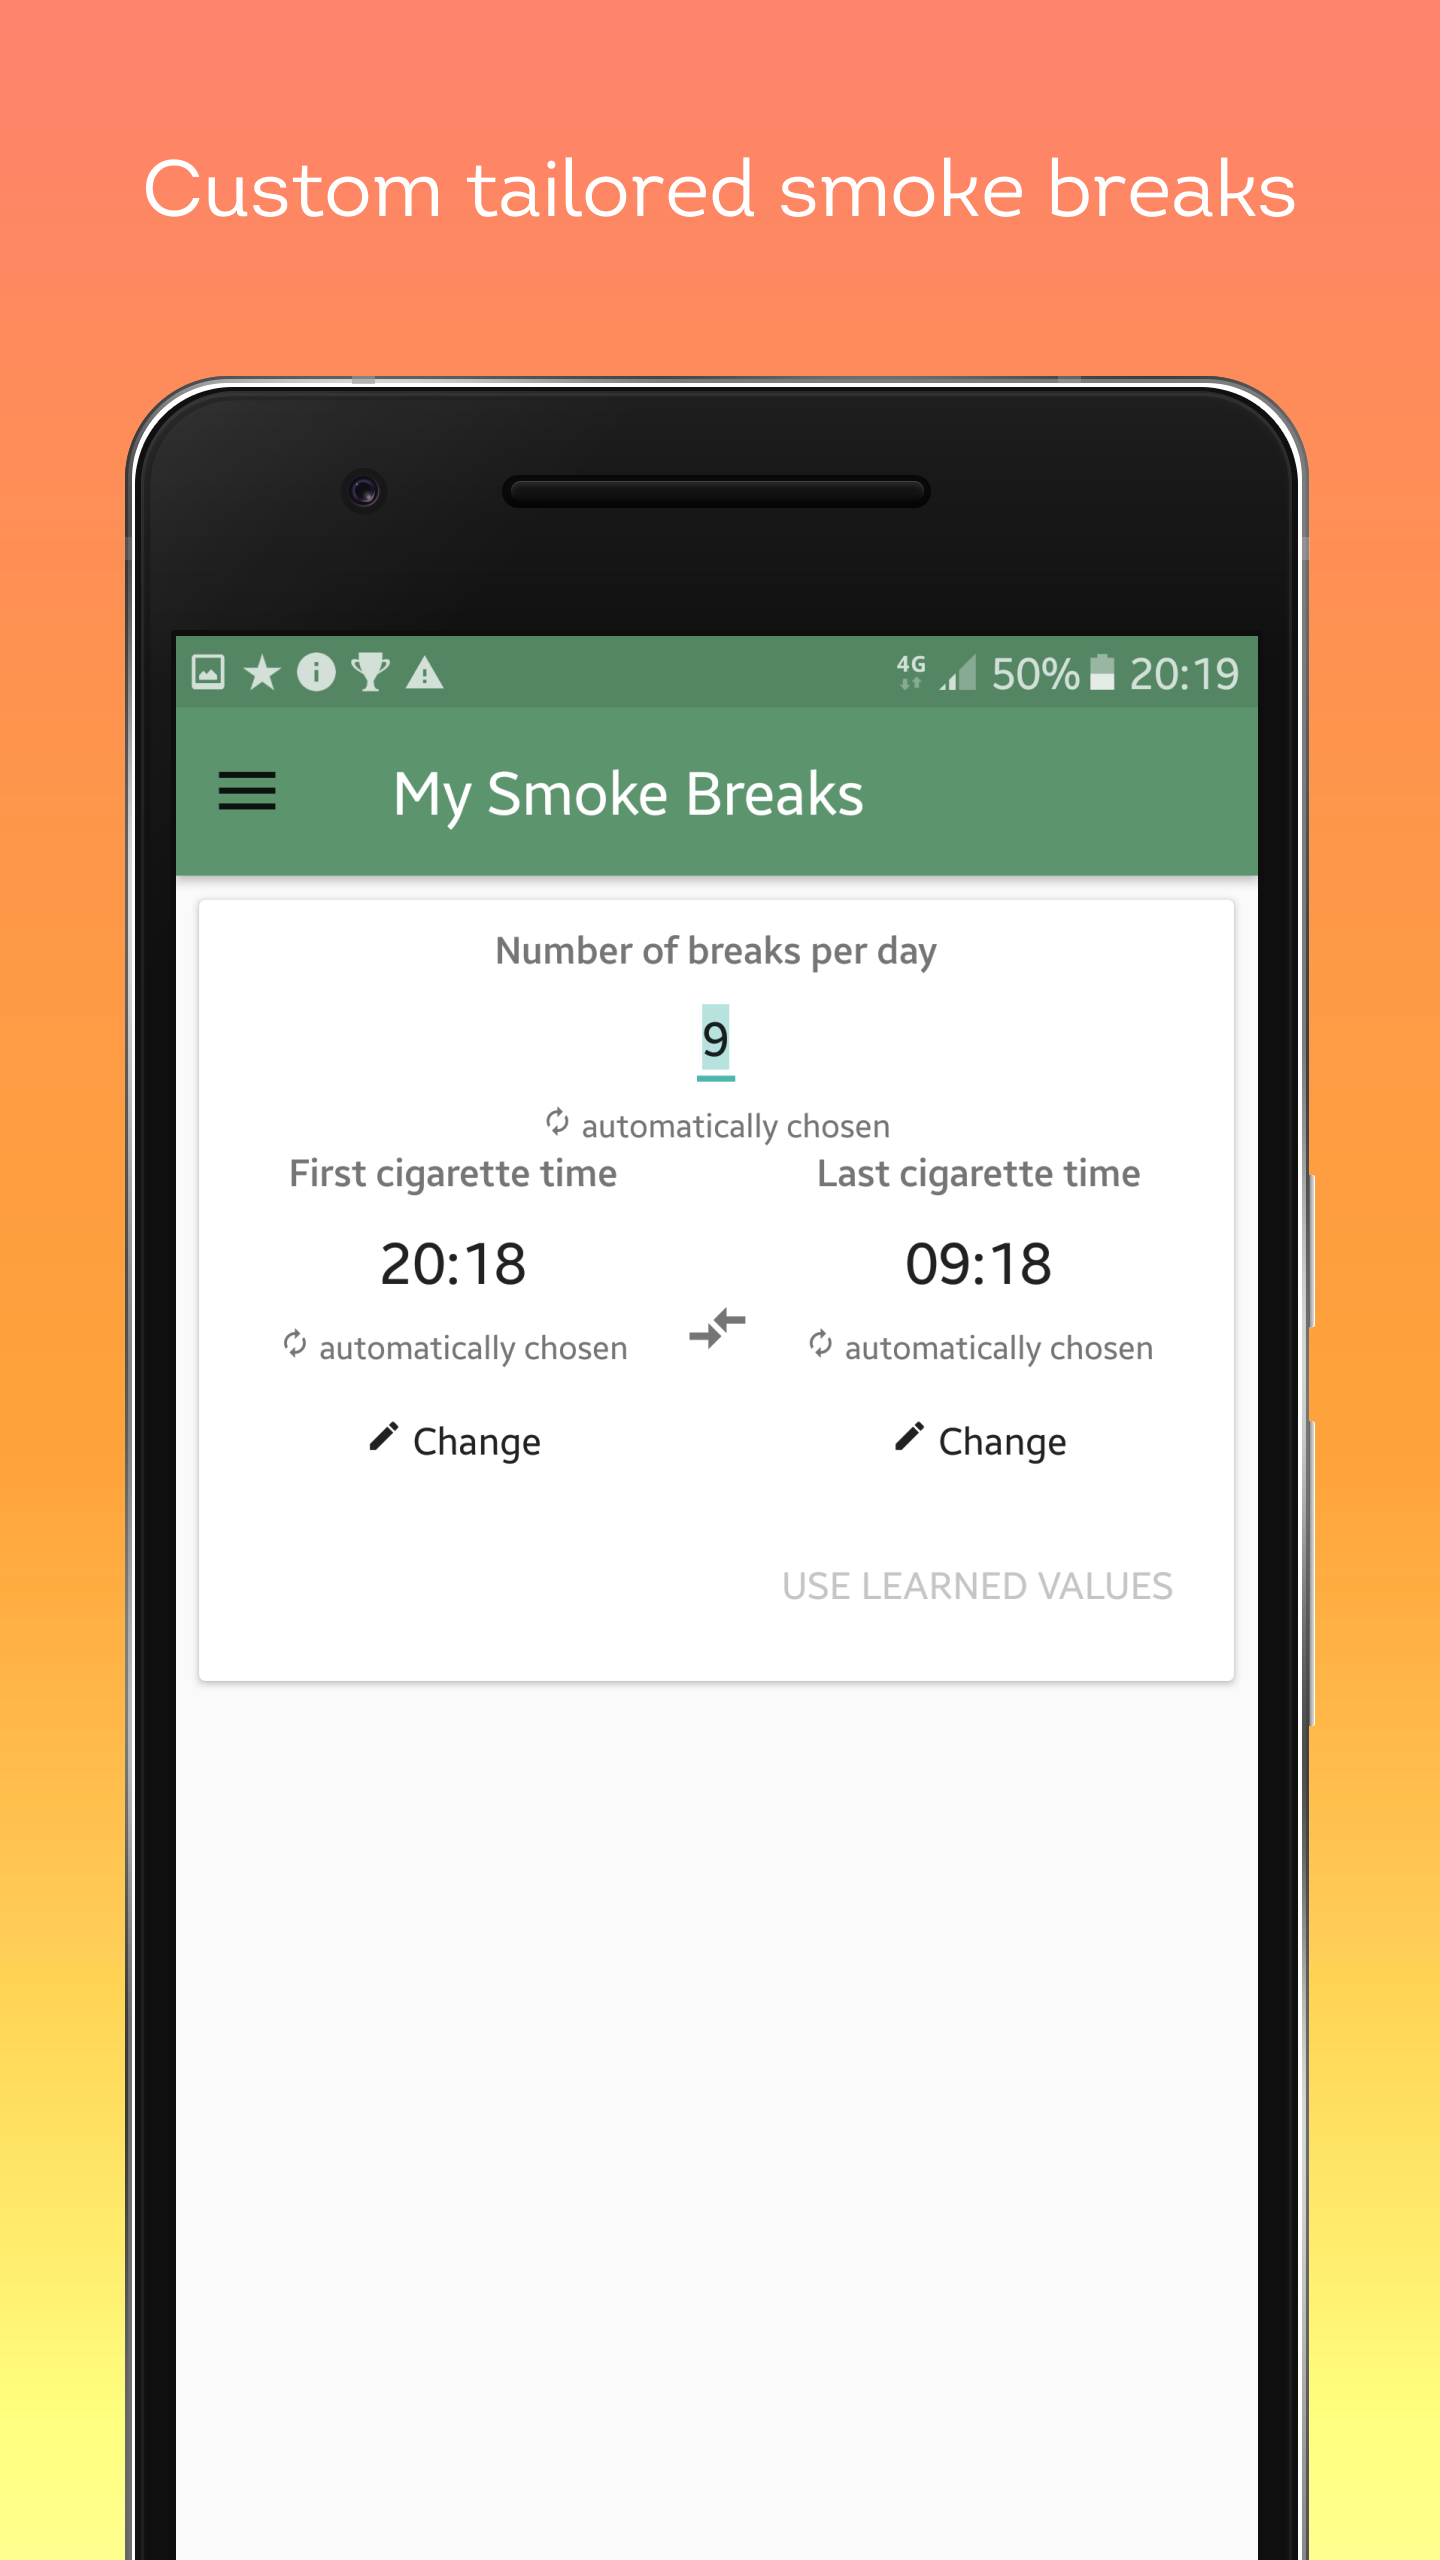 Custom tailored smoke breaks
4G 50% 20:19
My Smoke Breaks
Number of breaks per day
9
automatically chosen
First cigarette time
Last cigarette time
20:18
09:18
automatically chosen
automatically chosen
Change
Change
USE LEARNED VALUES